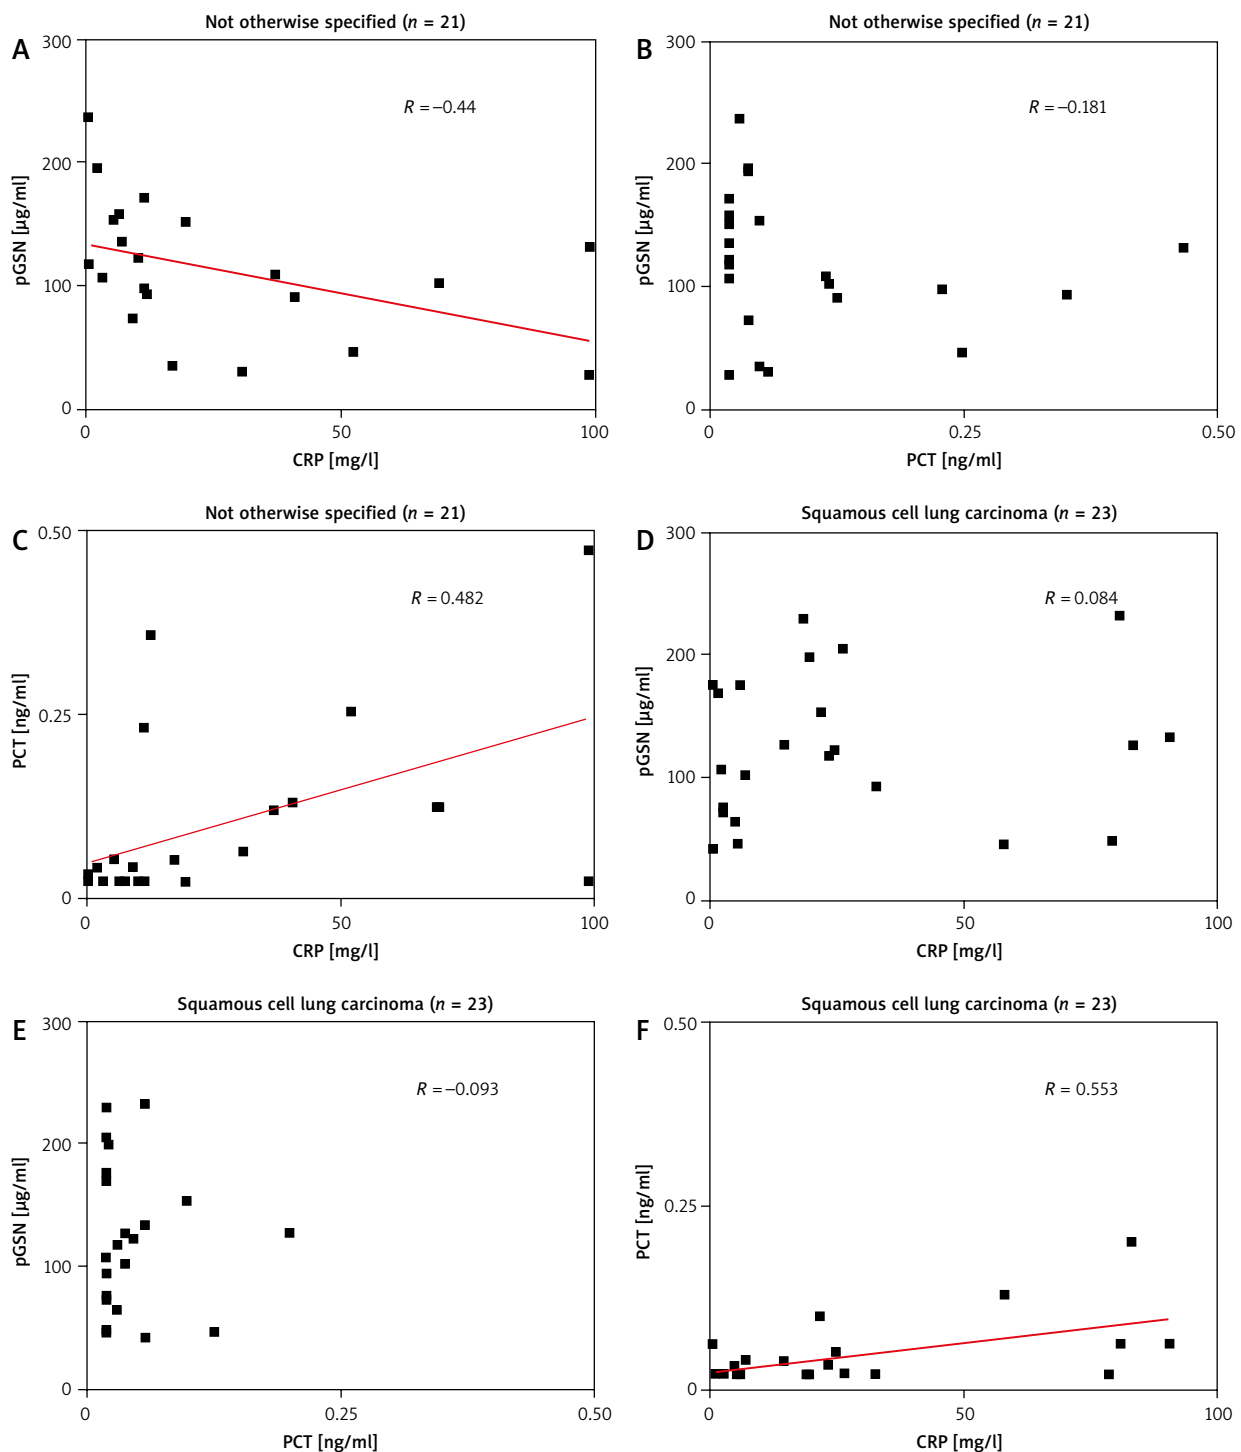 A
Not otherwise specified (n = 21)
R = –0.44
pGSN [µg/ml]
300
200
100
0
0 50 100
CRP [mg/l]
B
Not otherwise specified (n = 21)
R = –0.181
pGSN [µg/ml]
300
200
100
0
0 0.25 0.50
PCT [ng/ml]
C
Not otherwise specified (n = 21)
R = 0.482
PCT [ng/ml]
0.50
0.25
0
0 50 100
CRP [mg/l]
D
Squamous cell lung carcinoma (n = 23)
R = 0.084
pGSN [µg/ml]
300
200
100
0
0 50 100
CRP [mg/l]
E
Squamous cell lung carcinoma (n = 23)
R = –0.093
pGSN [µg/ml]
300
200
100
0
0 0.25 0.50
PCT [ng/ml]
F
Squamous cell lung carcinoma (n = 23)
R = 0.553
PCT [ng/ml]
0.50
0.25
0
0 50 100
CRP [mg/l]